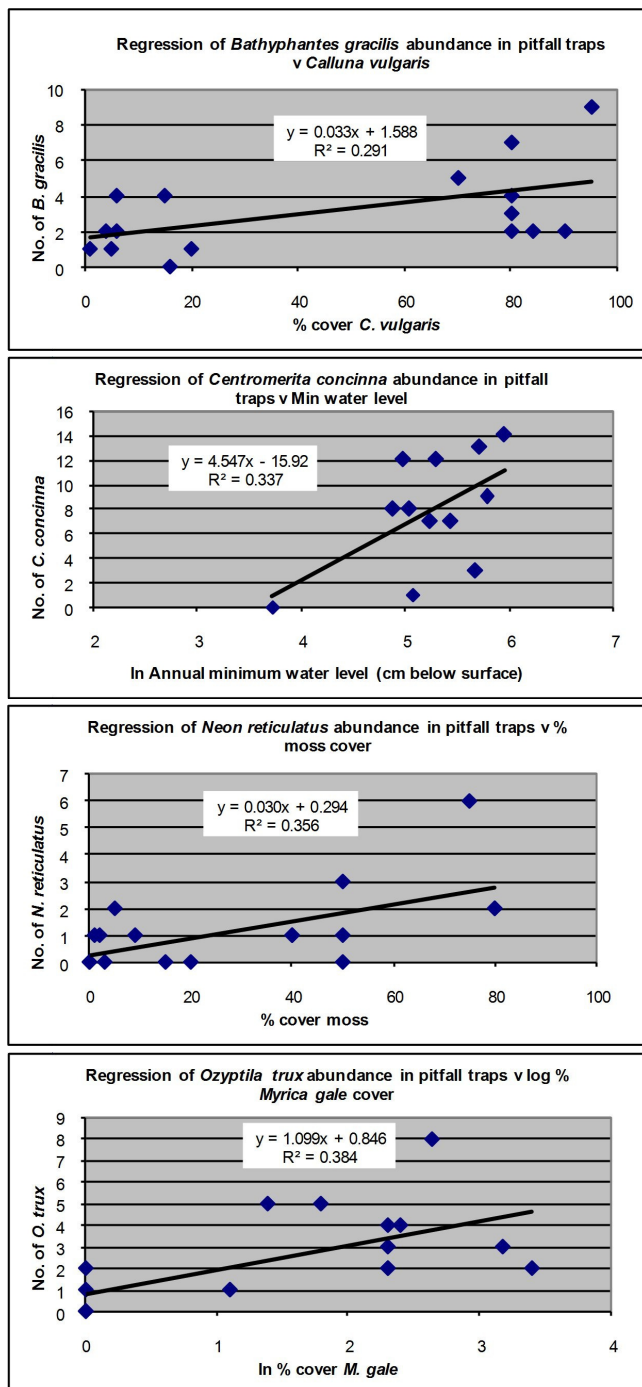 Regression of Bathyphantes gracilis abundance in pitfall traps
v Calluna vulgaris
10
8
6
4
2
0
No. of B. gracilis
y = 0.033x + 1.588
R² = 0.291
0 20 40 60 80 100
% cover C. vulgaris
Regression of Centromerita concinna abundance in pitfall
traps v Min water level
16
14
12
10
8
6
4
2
0
No. of C. concinna
y = 4.547x - 15.92
R² = 0.337
2 3 4 5 6 7
ln Annual minimum water level (cm below surface)
Regression of Neon reticulatus abundance in pitfall traps v %
moss cover
7
6
5
4
3
2
1
0
No. of N. reticulatus
y = 0.030x + 0.294
R² = 0.356
0 20 40 60 80 100
% cover moss
Regression of Ozyptila trux abundance in pitfall traps v log %
Myrica gale cover
9
8
7
6
5
4
3
2
1
0
No. of O. trux
y = 1.099x + 0.846
R² = 0.384
0 1 2 3 4
ln % cover M. gale